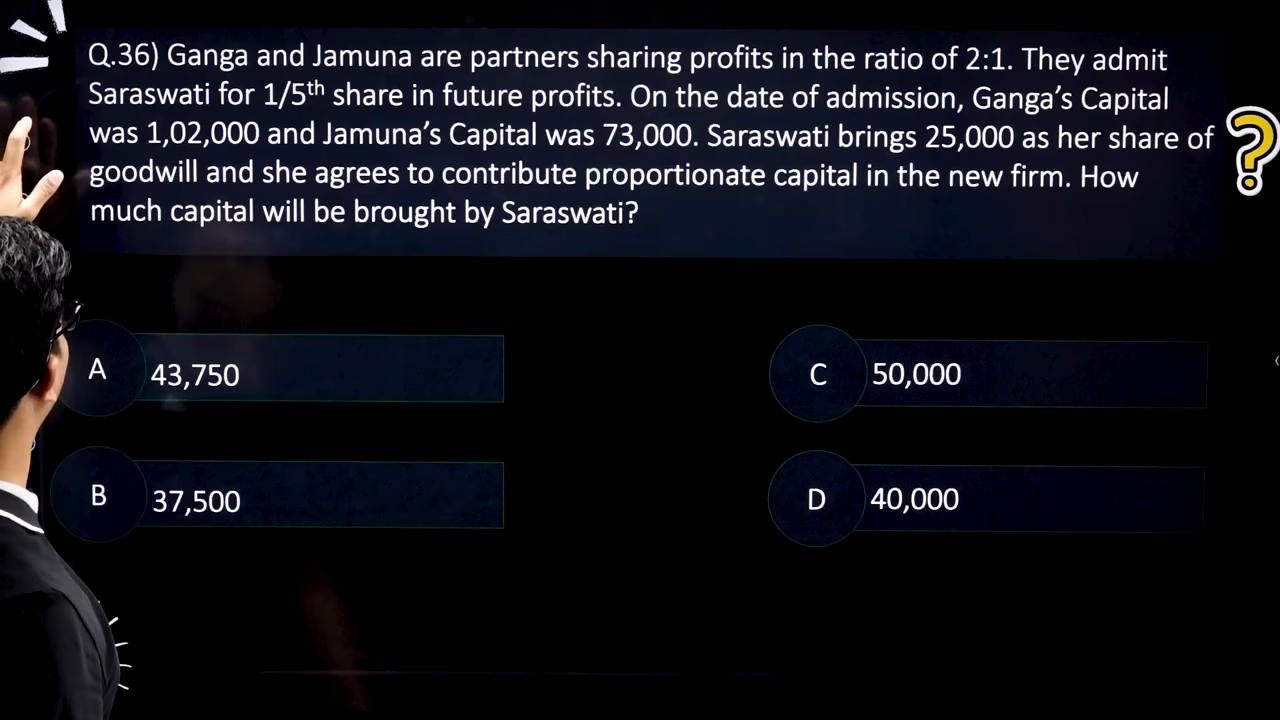 Q.36) Ganga and Jamuna are partners sharing profits in the ratio of 2:1. They admit
Saraswati for 1/5th share in future profits. On the date of admission, Ganga’s Capital
was 1,02,000 and Jamuna’s Capital was 73,000. Saraswati brings 25,000 as her share of
goodwill and she agrees to contribute proportionate capital in the new firm. How
much capital will be brought by Saraswati?
?
A 43,750
C 50,000
B 37,500
D 40,000